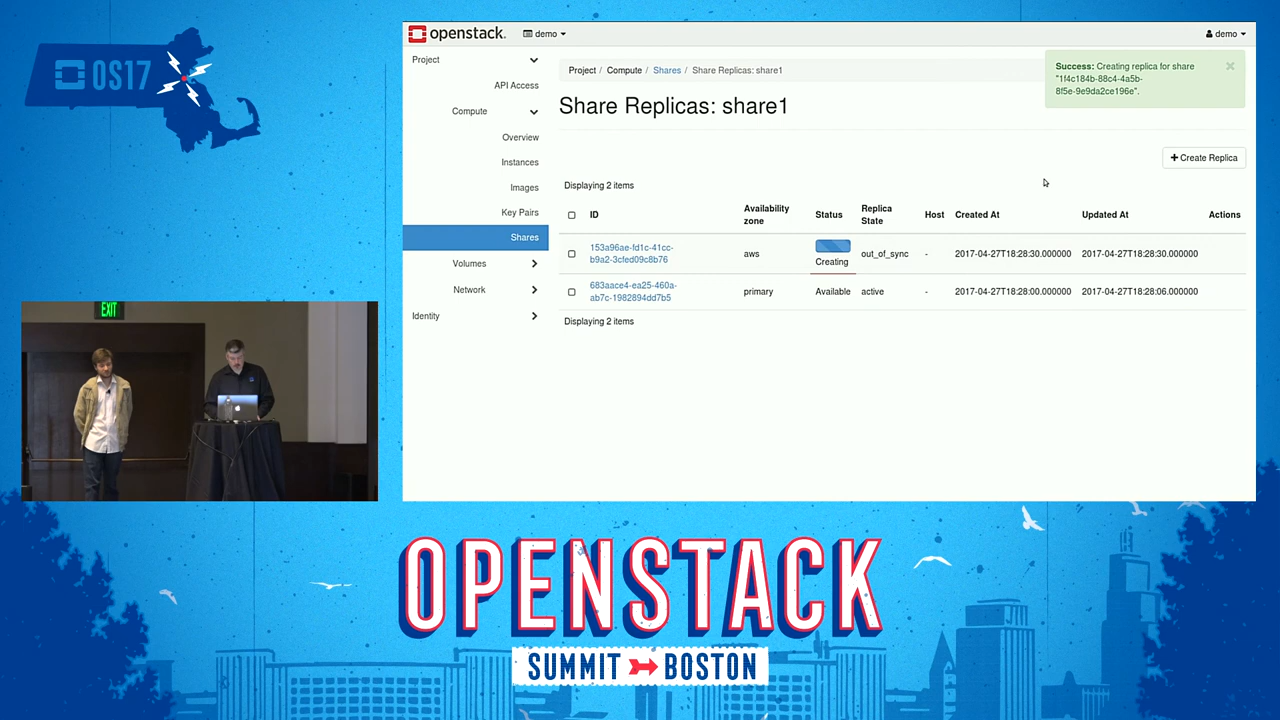 OS17
openstack.
demo
demo
Project
API Access
Compute
Overview
Instances
Images
Key Pairs
Shares
Volumes
Network
Identity
Project / Compute / Shares / Share Replicas: share1
Success: Creating replica for share
"1f4c184b-88c4-4a5b-
8f5e-9e9da2ce196e".
Share Replicas: share1
+ Create Replica
Displaying 2 items
ID
Availability
zone
Status
Replica
State
Host
Created At
Updated At
Actions
153a96ae-fd1c-41cc-
b9a2-3cfed09c8b76
aws
Creating
out_of_sync
-
2017-04-27T18:28:30.000000
2017-04-27T18:28:30.000000
683aace4-ea25-460a-
ab7c-1982894dd7b5
primary
Available
active
-
2017-04-27T18:28:00.000000
2017-04-27T18:28:06.000000
Displaying 2 items
EXIT
OPENSTACK
SUMMIT BOSTON